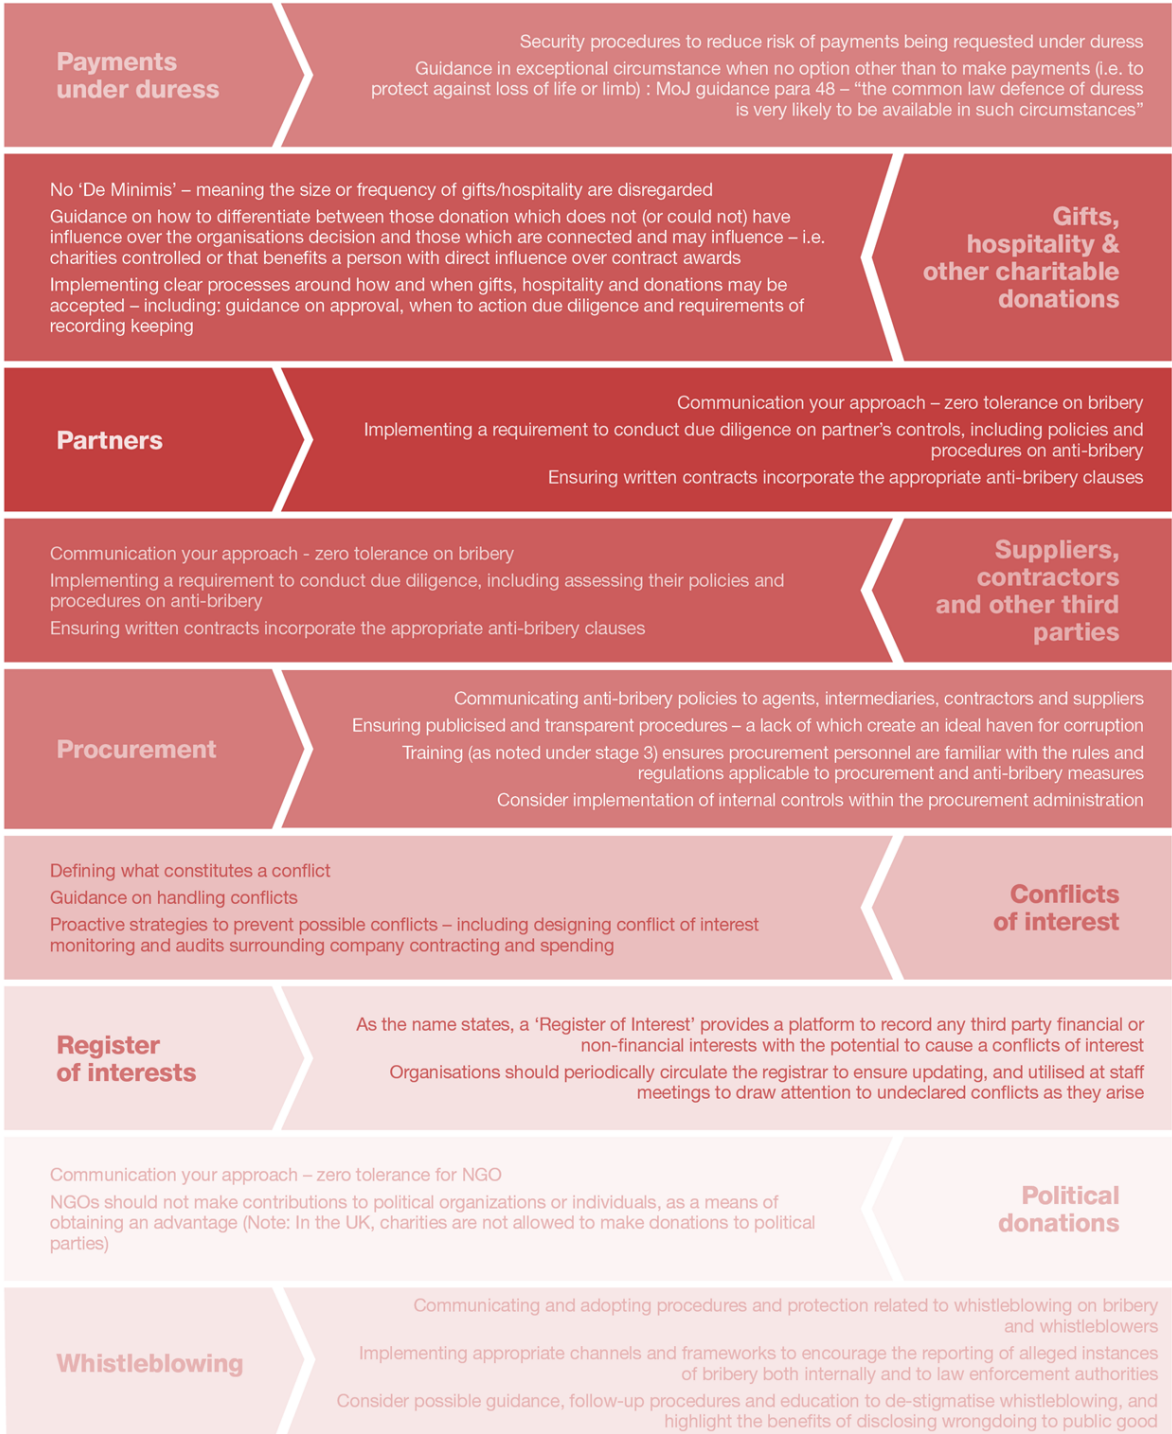 Payments
under duress
Security procedures to reduce risk of payments being requested under duress
Guidance in exceptional circumstance when no option other than to make payments (i.e. to
protect against loss of life or limb) : MoJ guidance para 48 – “the common law defence of duress
is very likely to be available in such circumstances”
No ‘De Minimis’ – meaning the size or frequency of gifts/hospitality are disregarded
Guidance on how to differentiate between those donation which does not (or could not) have
influence over the organisations decision and those which are connected and may influence – i.e.
charities controlled or that benefits a person with direct influence over contract awards
Implementing clear processes around how and when gifts, hospitality and donations may be
accepted – including: guidance on approval, when to action due diligence and requirements of
recording keeping
Gifts,
hospitality &
other charitable
donations
Partners
Communication your approach – zero tolerance on bribery
Implementing a requirement to conduct due diligence on partner’s controls, including policies and
procedures on anti-bribery
Ensuring written contracts incorporate the appropriate anti-bribery clauses
Communication your approach - zero tolerance on bribery
Implementing a requirement to conduct due diligence, including assessing their policies and
procedures on anti-bribery
Ensuring written contracts incorporate the appropriate anti-bribery clauses
Suppliers,
contractors
and other third
parties
Procurement
Communicating anti-bribery policies to agents, intermediaries, contractors and suppliers
Ensuring publicised and transparent procedures – a lack of which create an ideal haven for corruption
Training (as noted under stage 3) ensures procurement personnel are familiar with the rules and
regulations applicable to procurement and anti-bribery measures
Consider implementation of internal controls within the procurement administration
Defining what constitutes a conflict
Guidance on handling conflicts
Proactive strategies to prevent possible conflicts – including designing conflict of interest
monitoring and audits surrounding company contracting and spending
Conflicts
of interest
Register
of interests
As the name states, a ‘Register of Interest’ provides a platform to record any third party financial or
non-financial interests with the potential to cause a conflicts of interest
Organisations should periodically circulate the registrar to ensure updating, and utilised at staff
meetings to draw attention to undeclared conflicts as they arise
Communication your approach – zero tolerance for NGO
NGOs should not make contributions to political organizations or individuals, as a means of
obtaining an advantage (Note: In the UK, charities are not allowed to make donations to political
parties)
Political
donations
Whistleblowing
Communicating and adopting procedures and protection related to whistleblowing on bribery
and whistleblowers
Implementing appropriate channels and frameworks to encourage the reporting of alleged instances
of bribery both internally and to law enforcement authorities
Consider possible guidance, follow-up procedures and education to de-stigmatise whistleblowing, and
highlight the benefits of disclosing wrongdoing to public good